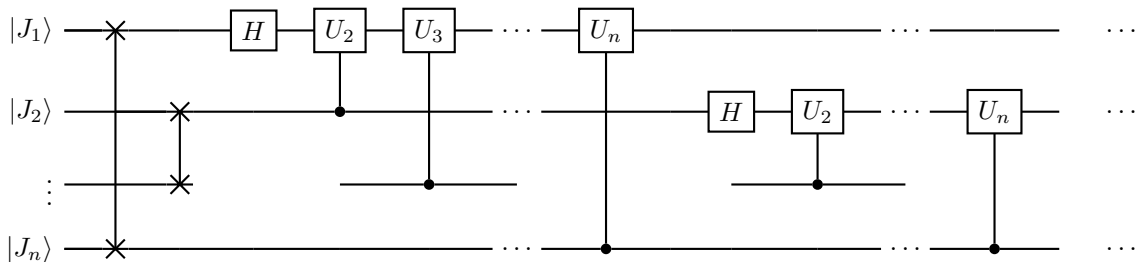 |J₁⟩ H U₂ U₃ ⋯ Uₙ ⋯ ⋯
|J₂⟩ ⋯ H U₂ ⋯ Uₙ ⋯
⋮
|Jₙ⟩ ⋯ ⋯ ⋯